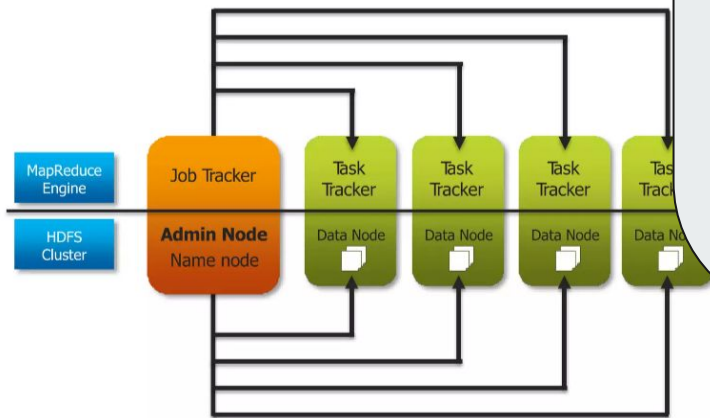 MapReduce
Engine
Job Tracker
Task
Tracker
Task
Tracker
Task
Tracker
HDFS
Cluster
Admin Node
Name node
Data Node
Data Node
Data Node
Data